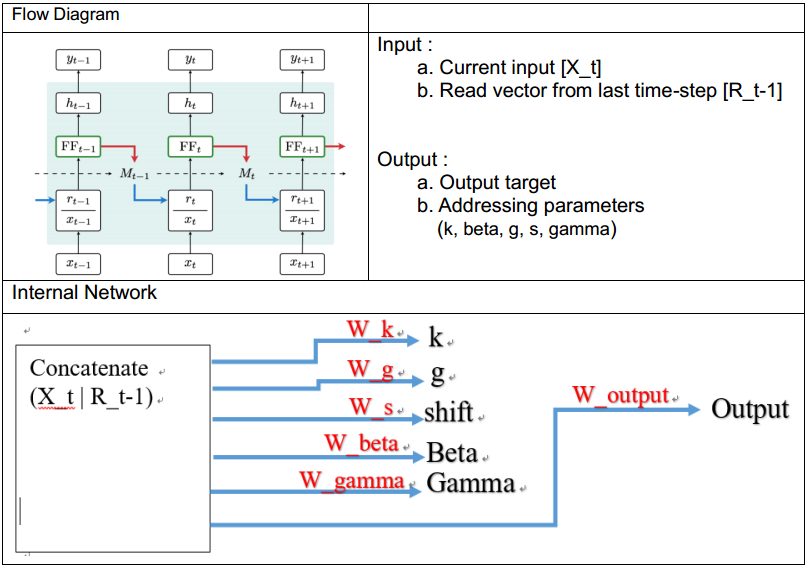 Flow Diagram
y_{t-1} y_t y_{t+1}
h_{t-1} h_t h_{t+1}
FF_{t-1} FF_t FF_{t+1}
M_{t-1} M_t
r_{t-1} r_t r_{t+1}
x_{t-1} x_t x_{t+1}
x_{t-1} x_t x_{t+1}
Input :
a. Current input [X_t]
b. Read vector from last time-step [R_t-1]
Output :
a. Output target
b. Addressing parameters
(k, beta, g, s, gamma)
Internal Network
Concatenate
(X_t | R_t-1)
W_k k
W_g g
W_s shift
W_beta Beta
W_gamma Gamma
W_output Output